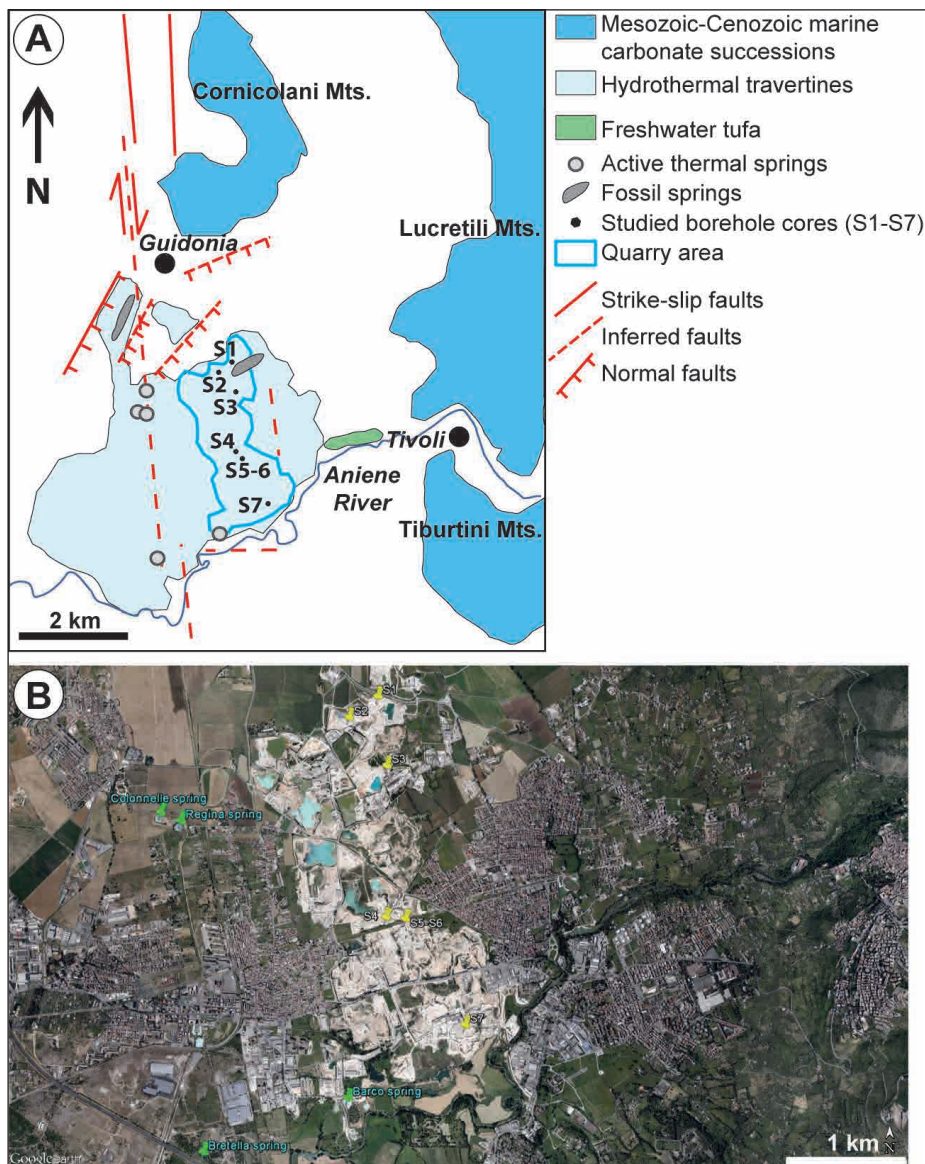 A
N
Cornicolani Mts.
Guidonia
Lucretili Mts.
S1
S2
S3
S4
S5-6
S7
Tivoli
Aniene
River
Tiburtini Mts.
2 km
Mesozoic-Cenozoic marine
carbonate successions
Hydrothermal travertines
Freshwater tufa
Active thermal springs
Fossil springs
Studied borehole cores (S1-S7)
Quarry area
Strike-slip faults
Inferred faults
Normal faults
B
S1
S2
S3
Colonnelle spring
Regina spring
S4
S5-S6
S7
Barco spring
Bretella spring
Google earth
N
1 km